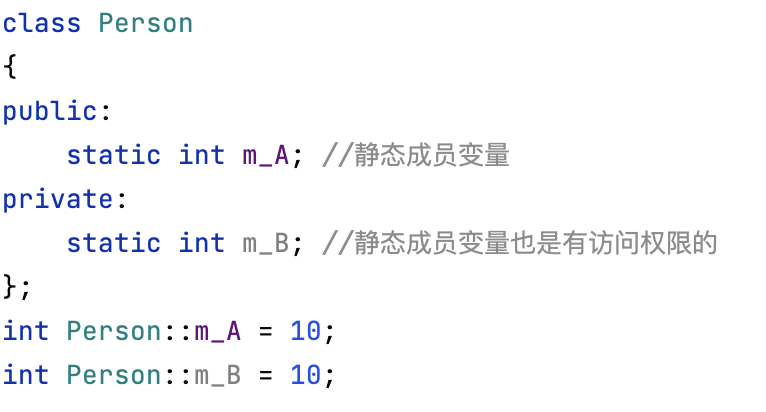 class Person
{
public:
    static int m_A; //静态成员变量
private:
    static int m_B; //静态成员变量也是有访问权限的
};
int Person::m_A = 10;
int Person::m_B = 10;